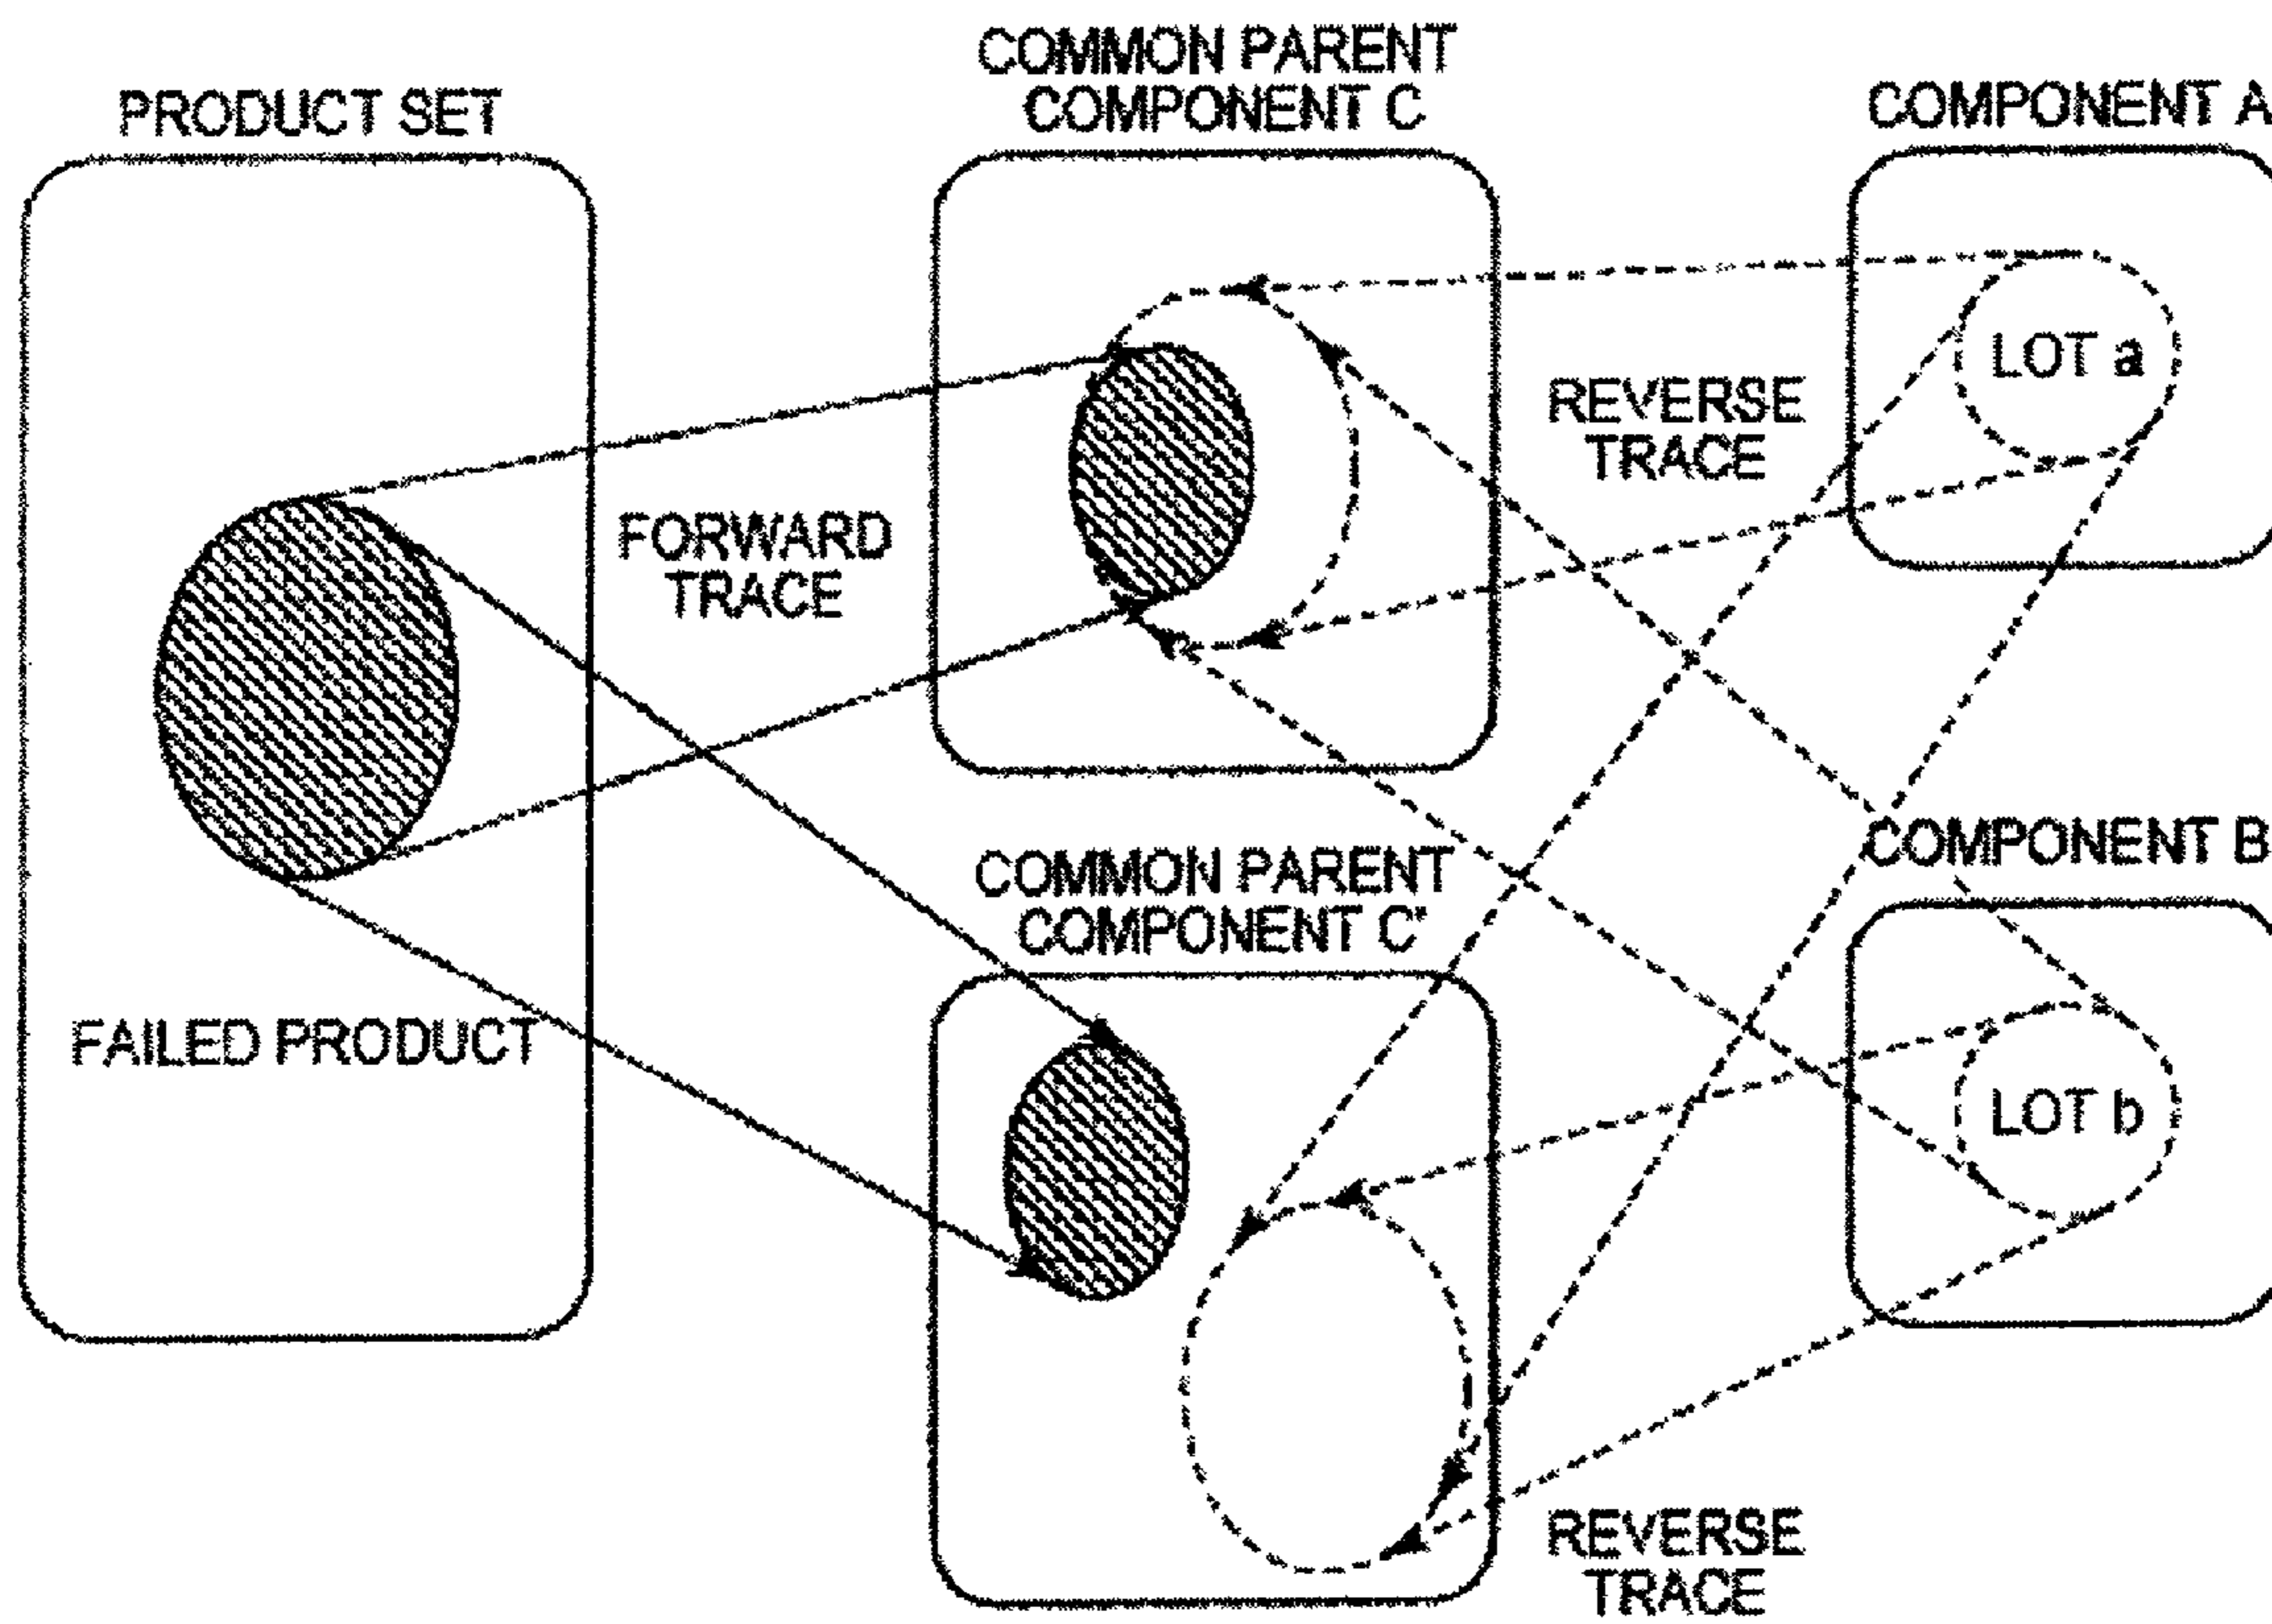 PRODUCT SET
COMMON PARENT
COMPONENT C
COMPONENT A
LOT a
REVERSE
TRACE
FORWARD
TRACE
FAILED PRODUCT
COMMON PARENT
COMPONENT C'
COMPONENT B
LOT b
REVERSE
TRACE